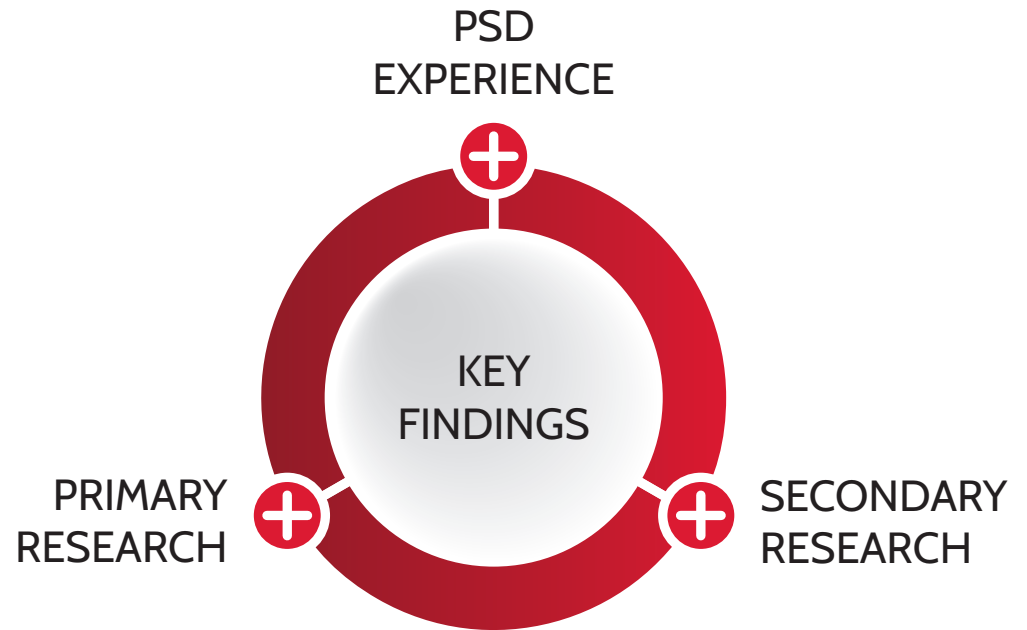 PSD
EXPERIENCE
KEY
FINDINGS
PRIMARY
RESEARCH
SECONDARY
RESEARCH